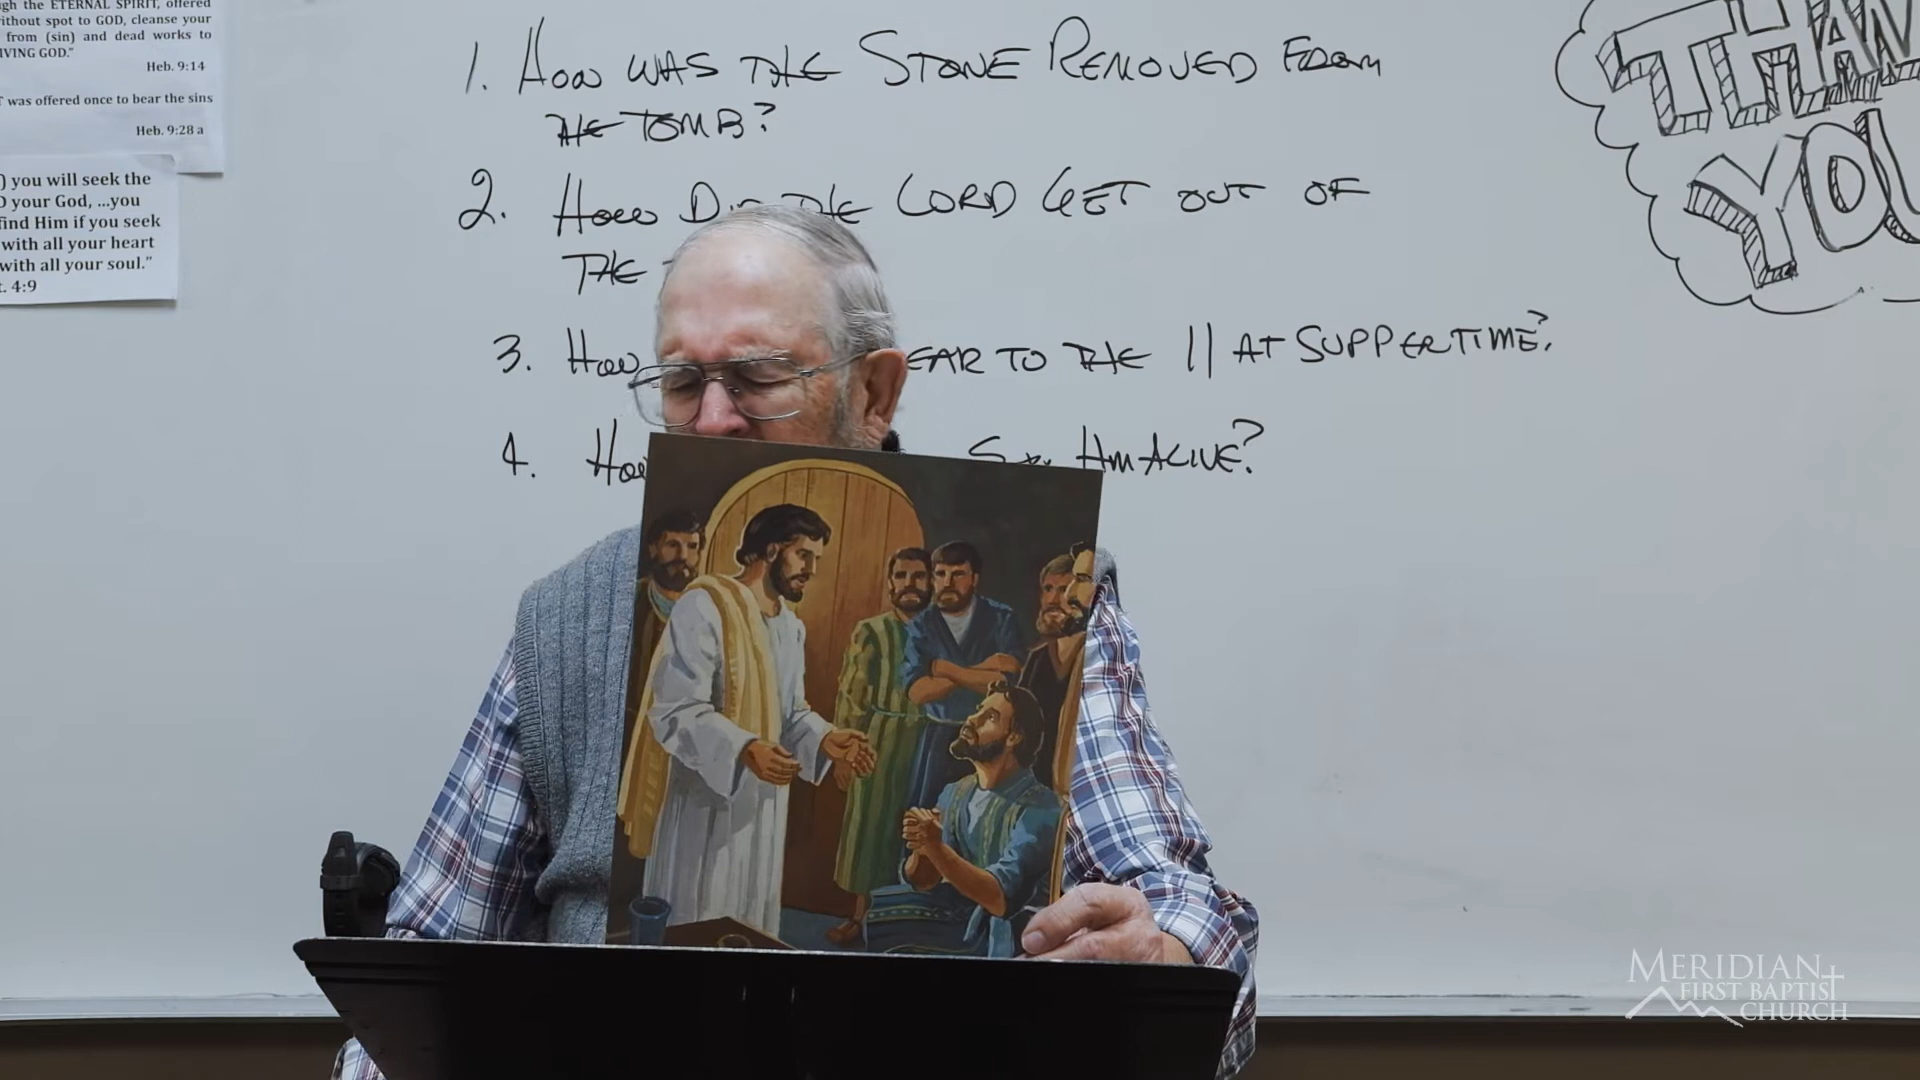 gh the ETERNAL SPIRIT, offered
ithout spot to GOD, cleanse your
from (sin) and dead works to
IVING GOD."
Heb. 9:14
T was offered once to bear the sins
Heb. 9:28 a
) you will seek the
D your God, ...you
find Him if you seek
with all your heart
with all your soul."
t. 4:9
1. HOW WAS THE STONE REMOVED FROM
THE TOMB?
2. HOW DID THE LORD GET OUT OF
THE
3. HOW EAR TO THE 11 AT SUPPERTIME?
4. HOW HIM ALIVE?
THAN
YOU
MERIDIAN
FIRST BAPTIST
CHURCH